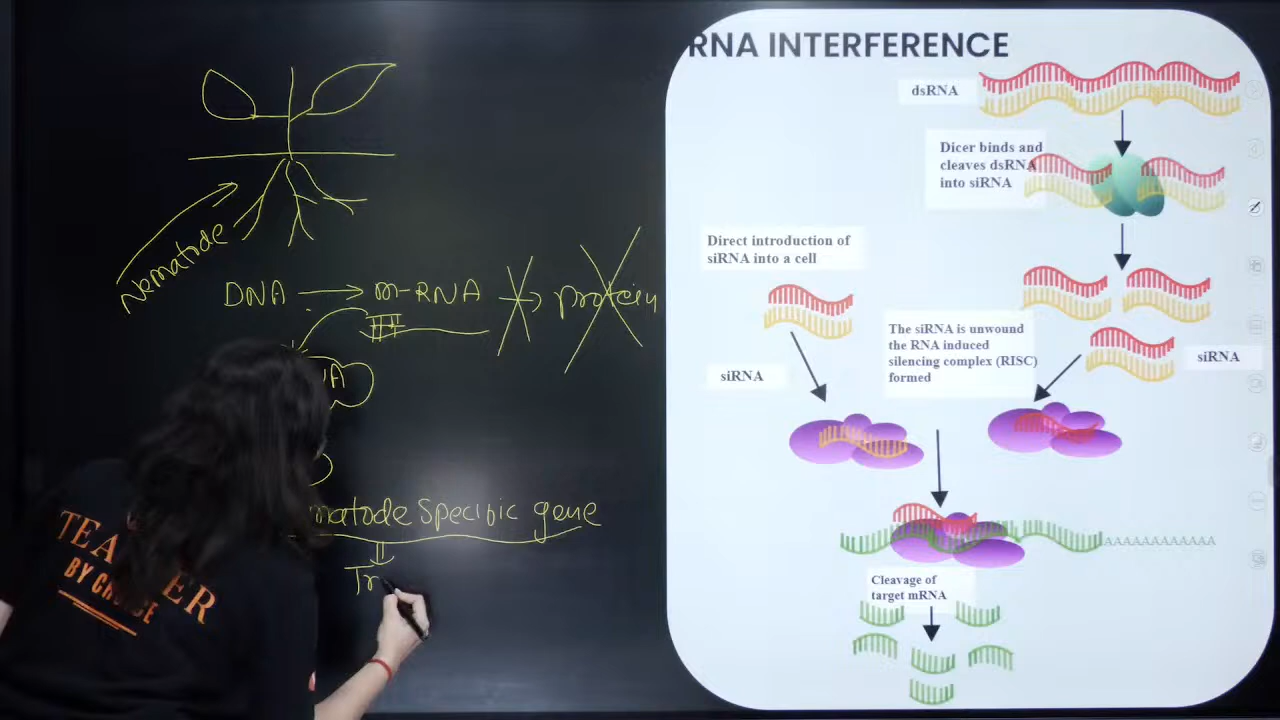 RNA INTERFERENCE
dsRNA
Dicer binds and
cleaves dsRNA
into siRNA
Direct introduction of
siRNA into a cell
The siRNA is unwound
the RNA induced
silencing complex (RISC)
formed
siRNA
siRNA
AAAAAAAAAAAA
Cleavage of
target mRNA
Nematode
DNA → m-RNA → protein
matode specific gene
Tr
TEACHER
BY CHOICE